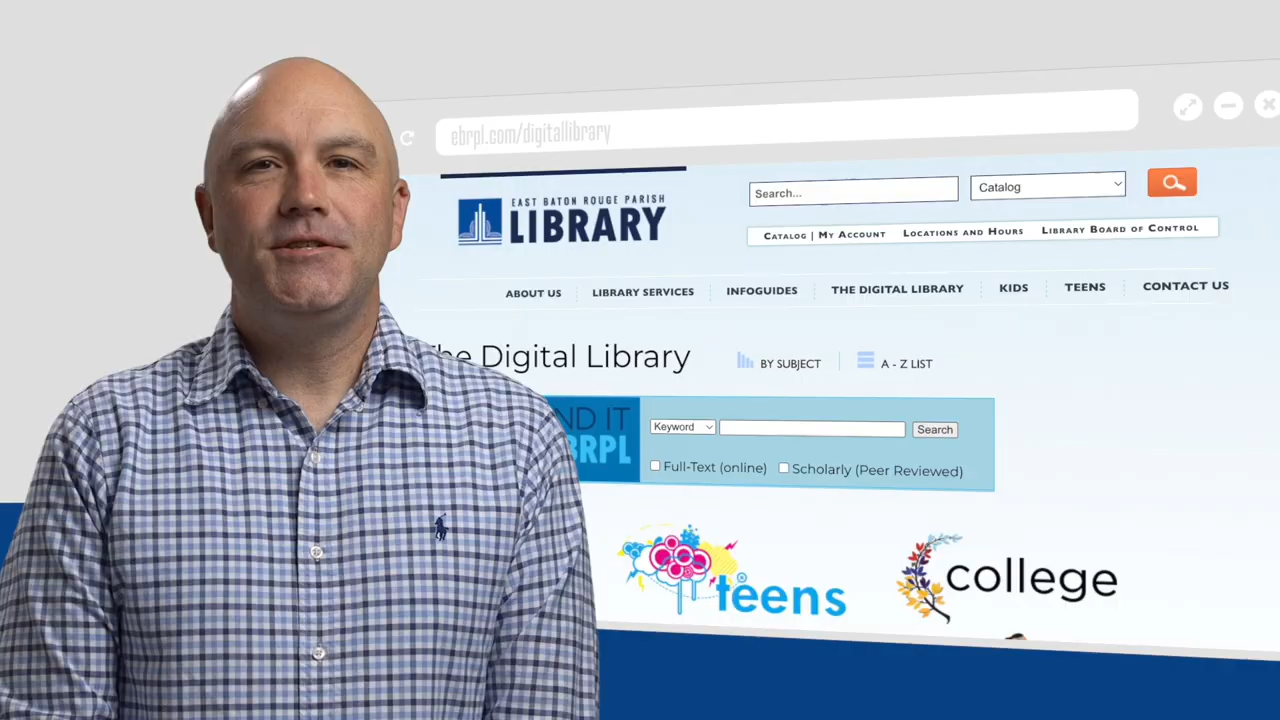 ebrpl.com/digitallibrary
EAST BATON ROUGE PARISH
LIBRARY
Search...
Catalog
CATALOG | MY ACCOUNT LOCATIONS AND HOURS LIBRARY BOARD OF CONTROL
ABOUT US LIBRARY SERVICES INFOGUIDES THE DIGITAL LIBRARY KIDS TEENS CONTACT US
The Digital Library BY SUBJECT A - Z LIST
ND IT
BRPL
Keyword Search
Full-Text (online) Scholarly (Peer Reviewed)
teens
college